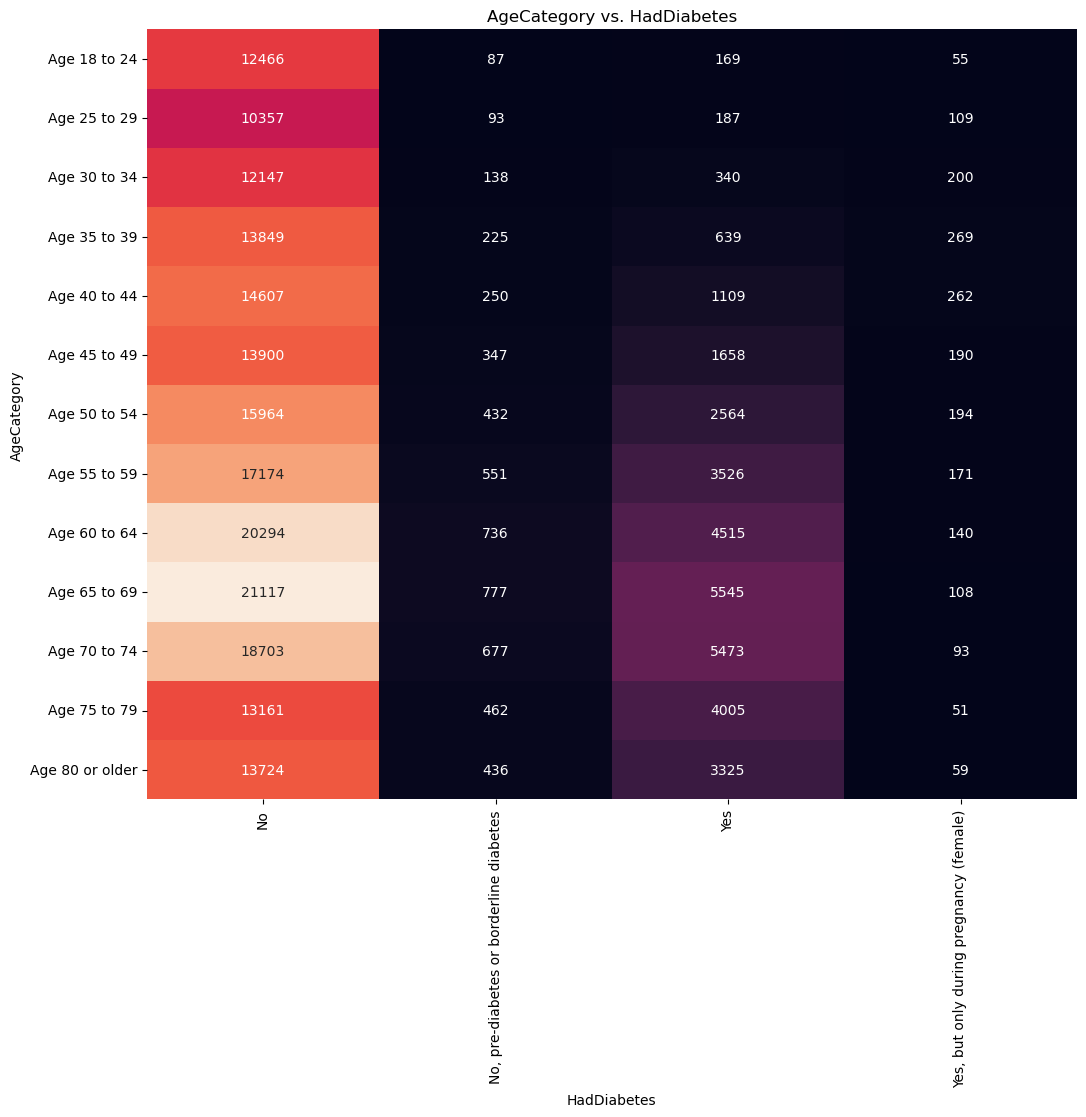 AgeCategory vs. HadDiabetes
AgeCategory
Age 18 to 24 12466 87 169 55
Age 25 to 29 10357 93 187 109
Age 30 to 34 12147 138 340 200
Age 35 to 39 13849 225 639 269
Age 40 to 44 14607 250 1109 262
Age 45 to 49 13900 347 1658 190
Age 50 to 54 15964 432 2564 194
Age 55 to 59 17174 551 3526 171
Age 60 to 64 20294 736 4515 140
Age 65 to 69 21117 777 5545 108
Age 70 to 74 18703 677 5473 93
Age 75 to 79 13161 462 4005 51
Age 80 or older 13724 436 3325 59
No
No, pre-diabetes or borderline diabetes
Yes
Yes, but only during pregnancy (female)
HadDiabetes